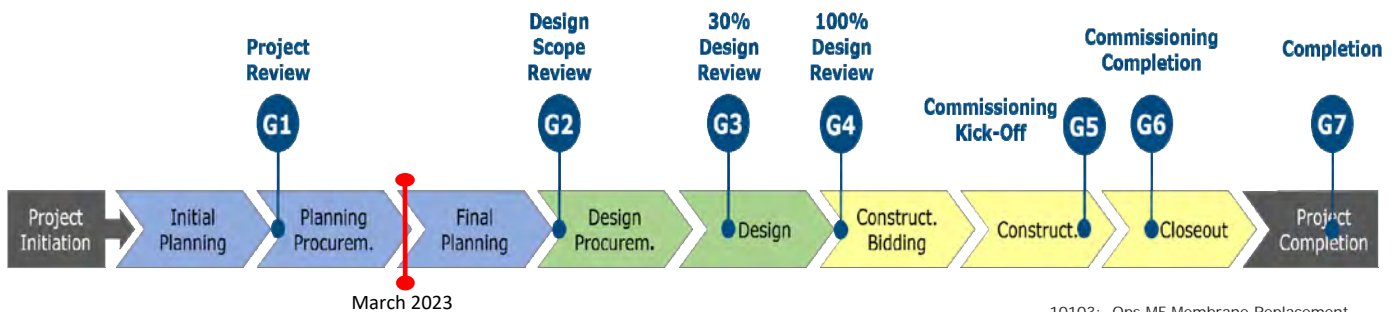 Project
Review
Design
Scope
Review
30%
Design
Review
100%
Design
Review
Commissioning
Kick-Off
Commissioning
Completion
Completion
G1
G2
G3
G4
G5
G6
G7
Project
Initiation
Initial
Planning
Planning
Procurem.
Final
Planning
Design
Procurem.
Design
Construct.
Bidding
Construct.
Closeout
Project
Completion
March 2023